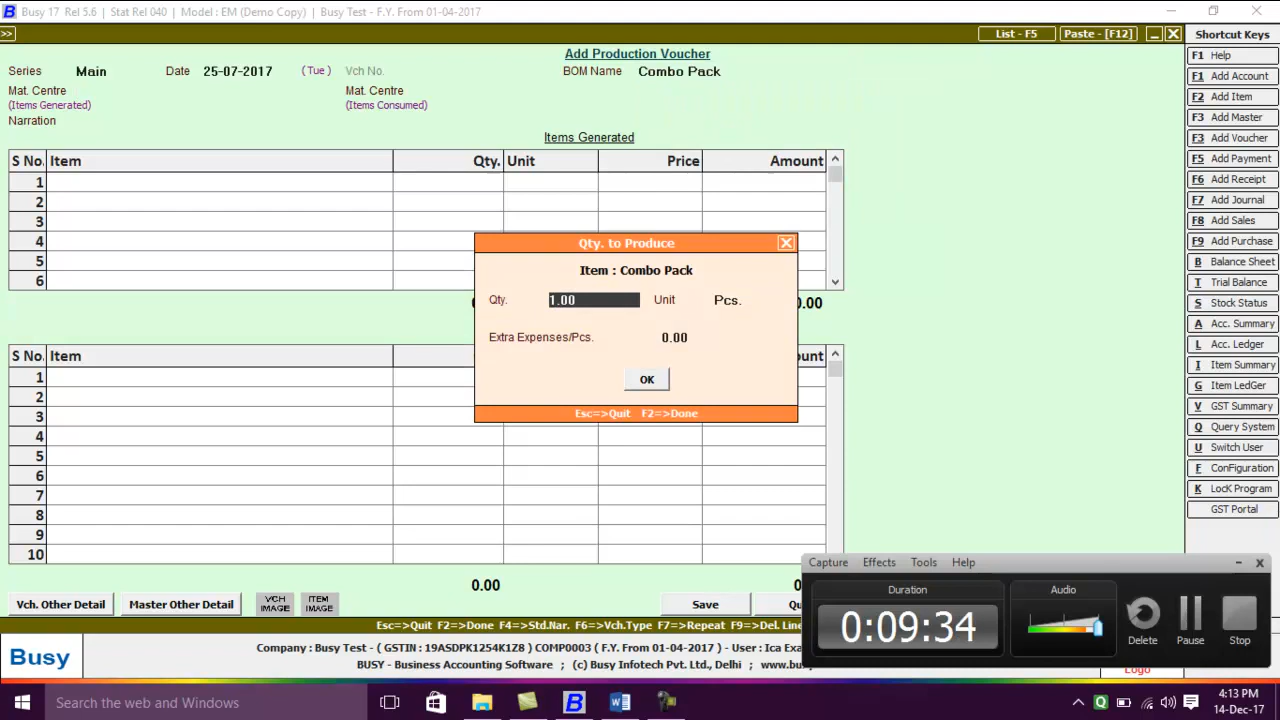 Busy 17 Rel 5.6 | Stat Rel 040 | Model : EM (Demo Copy) | Busy Test - F.Y. From 01-04-2017
>> List - F5 Paste - [F12]
Shortcut Keys
Add Production Voucher
Series Main Date 25-07-2017 (Tue) Vch No. BOM Name Combo Pack
Mat. Centre Mat. Centre
(Items Generated) (Items Consumed)
Narration
Items Generated
S No. Item Qty. Unit Price Amount
1
2
3
4
5
6
Qty. to Produce
Item : Combo Pack
Qty. 1.00 Unit Pcs.
Extra Expenses/Pcs. 0.00
OK
Esc=>Quit F2=>Done
0.00
S No. Item
1
2
3
4
5
6
7
8
9
10
0.00
Vch. Other Detail Master Other Detail VCH IMAGE ITEM IMAGE Save
Esc=>Quit F2=>Done F4=>Std.Nar. F6=>Vch.Type F7=>Repeat F9=>Del. Line
Busy
Company : Busy Test - ( GSTIN : 19ASDPK1254K1Z8 ) COMP0003 ( F.Y. From 01-04-2017 ) - User : Ica Exa
BUSY - Business Accounting Software ; (c) Busy Infotech Pvt. Ltd., Delhi ; www.bu
Logo
F1 Help
F1 Add Account
F2 Add Item
F3 Add Master
F3 Add Voucher
F5 Add Payment
F6 Add Receipt
F7 Add Journal
F8 Add Sales
F9 Add Purchase
B Balance Sheet
T Trial Balance
S Stock Status
A Acc. Summary
L Acc. Ledger
I Item Summary
G Item LedGer
V GST Summary
Q Query System
U Switch User
F ConFiguration
K LocK Program
GST Portal
Capture Effects Tools Help
Duration Audio
0:09:34
Delete Pause Stop
Search the web and Windows
4:13 PM
14-Dec-17